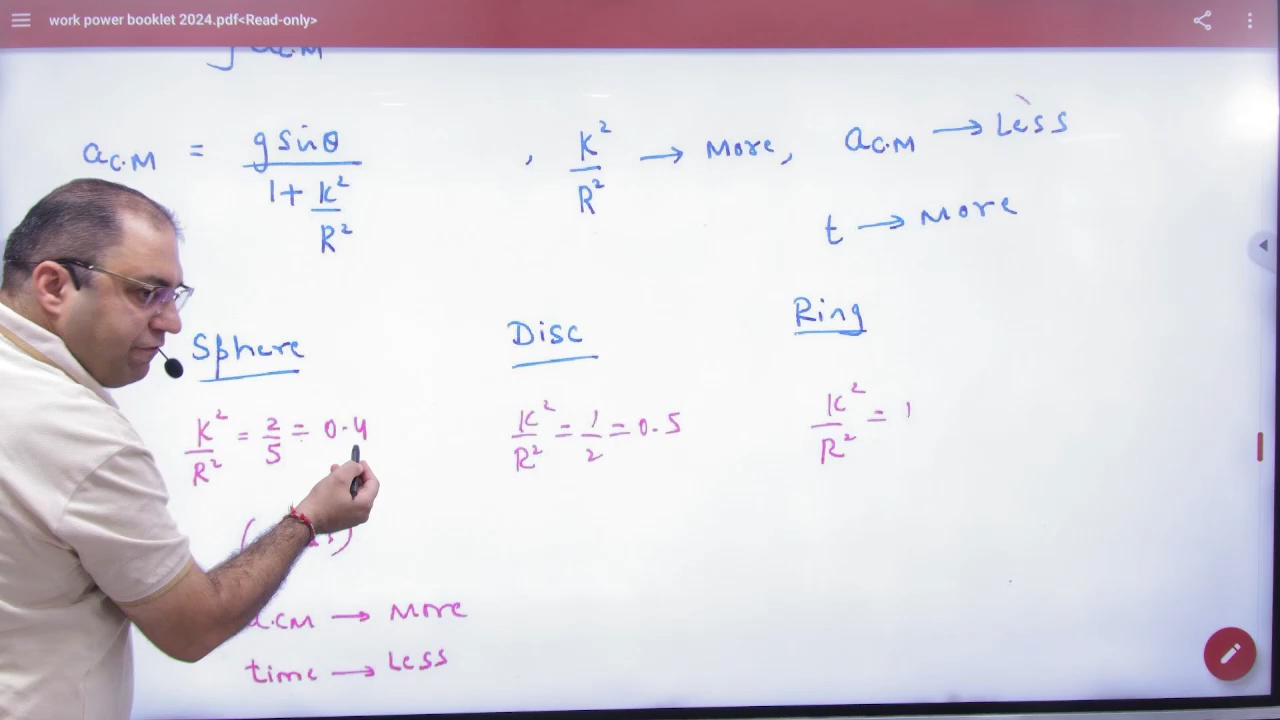 work power booklet 2024.pdf<Read-only>
a C.M
a C.M = g sinθ / 1 + K² / R² , K² / R² → More, a C.M → Less
t → More
Sphere Disc Ring
K² / R² = 2 / 5 = 0.4 K² / R² = 1 / 2 = 0.5 K² / R² = 1
a.CM → More
time → Less